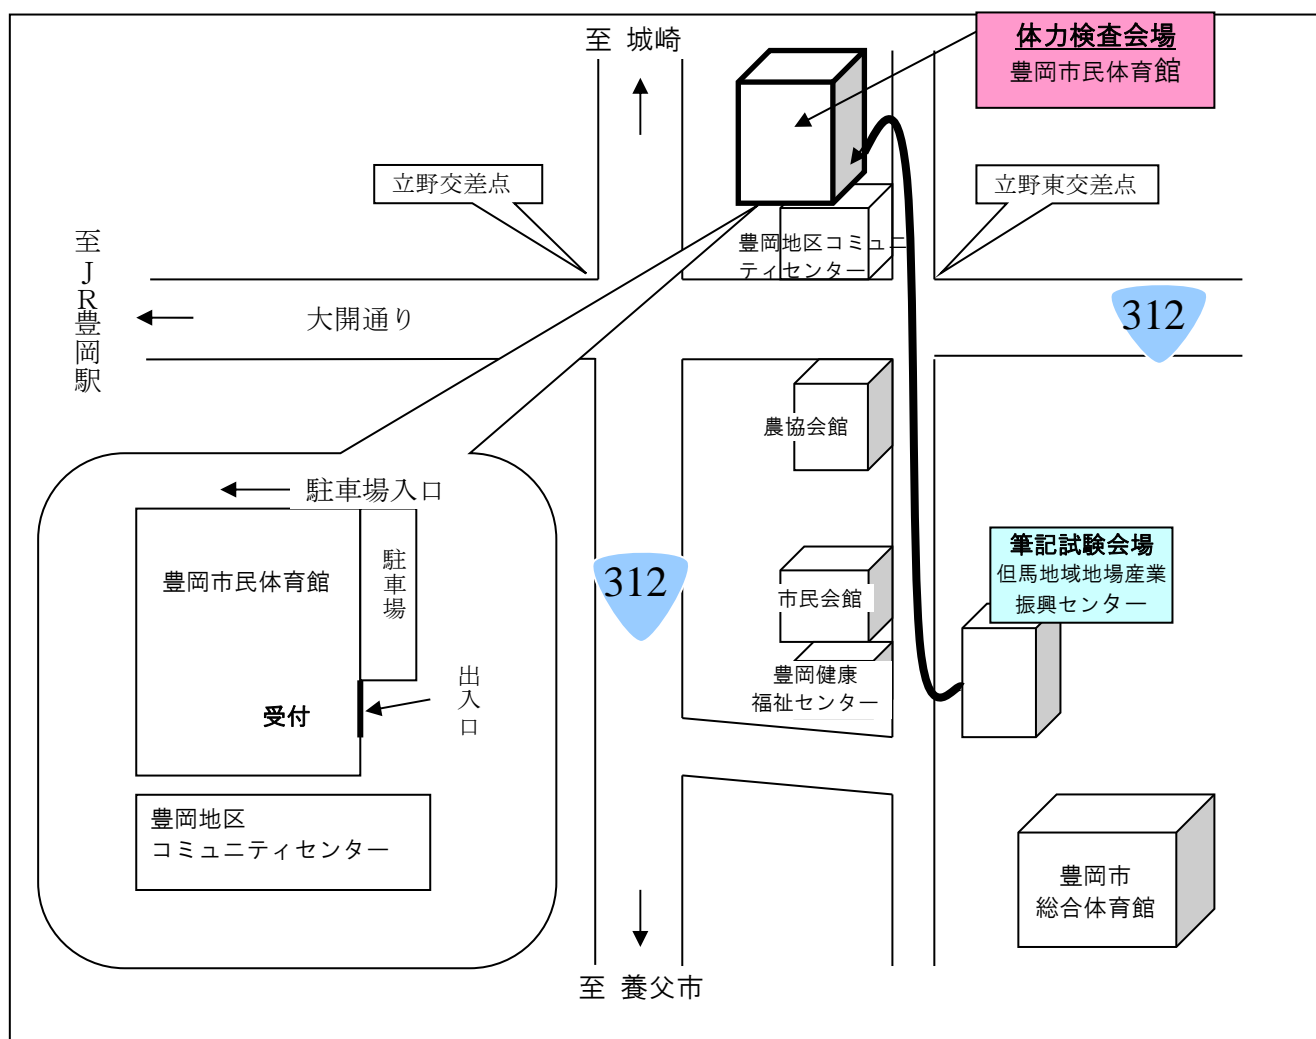 至 城崎
体力検査会場
豊岡市民体育館
立野交差点
立野東交差点
豊岡地区コミュニ
ティセンター
至JR豊岡駅
大開通り
312
農協会館
駐車場入口
豊岡市民体育館
駐車場
312
筆記試験会場
但馬地域地場産業
振興センター
市民会館
豊岡健康
福祉センター
出入口
受付
豊岡地区
コミュニティセンター
豊岡市
総合体育館
至 養父市